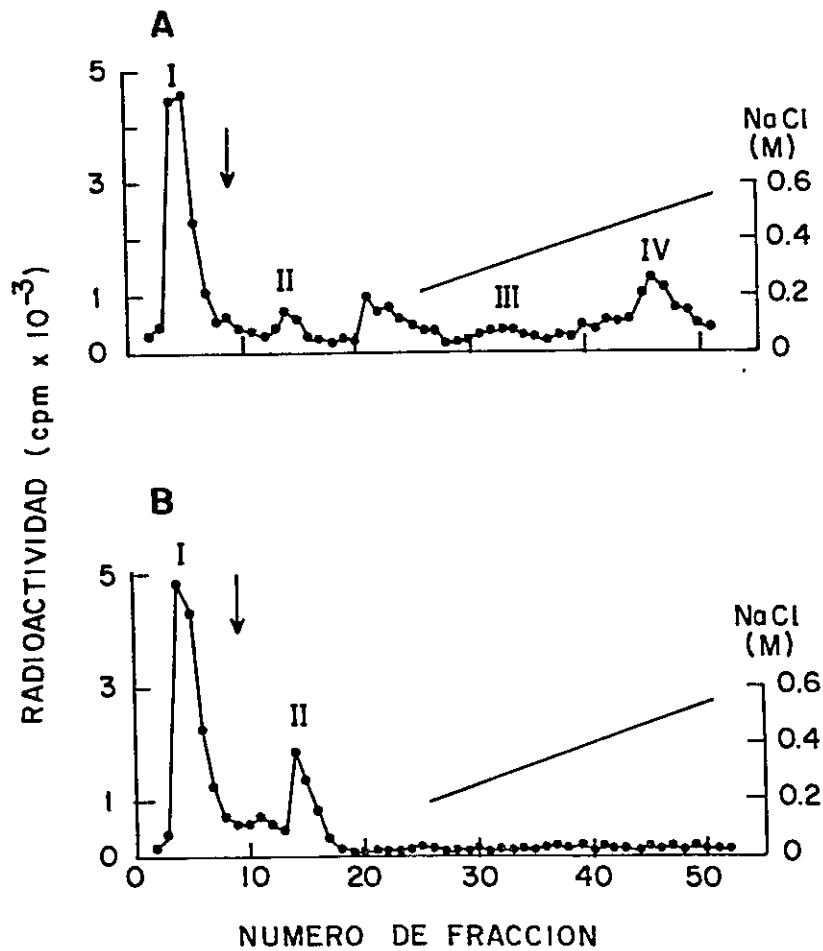 A
I
5
3
1
0
II
III
IV
NaCl
(M)
0.6
0.4
0.2
0
RADIOACTIVIDAD (cpm x 10⁻³)
B
I
5
3
1
0
II
NaCl
(M)
0.6
0.4
0.2
0
0 10 20 30 40 50
NUMERO DE FRACCION